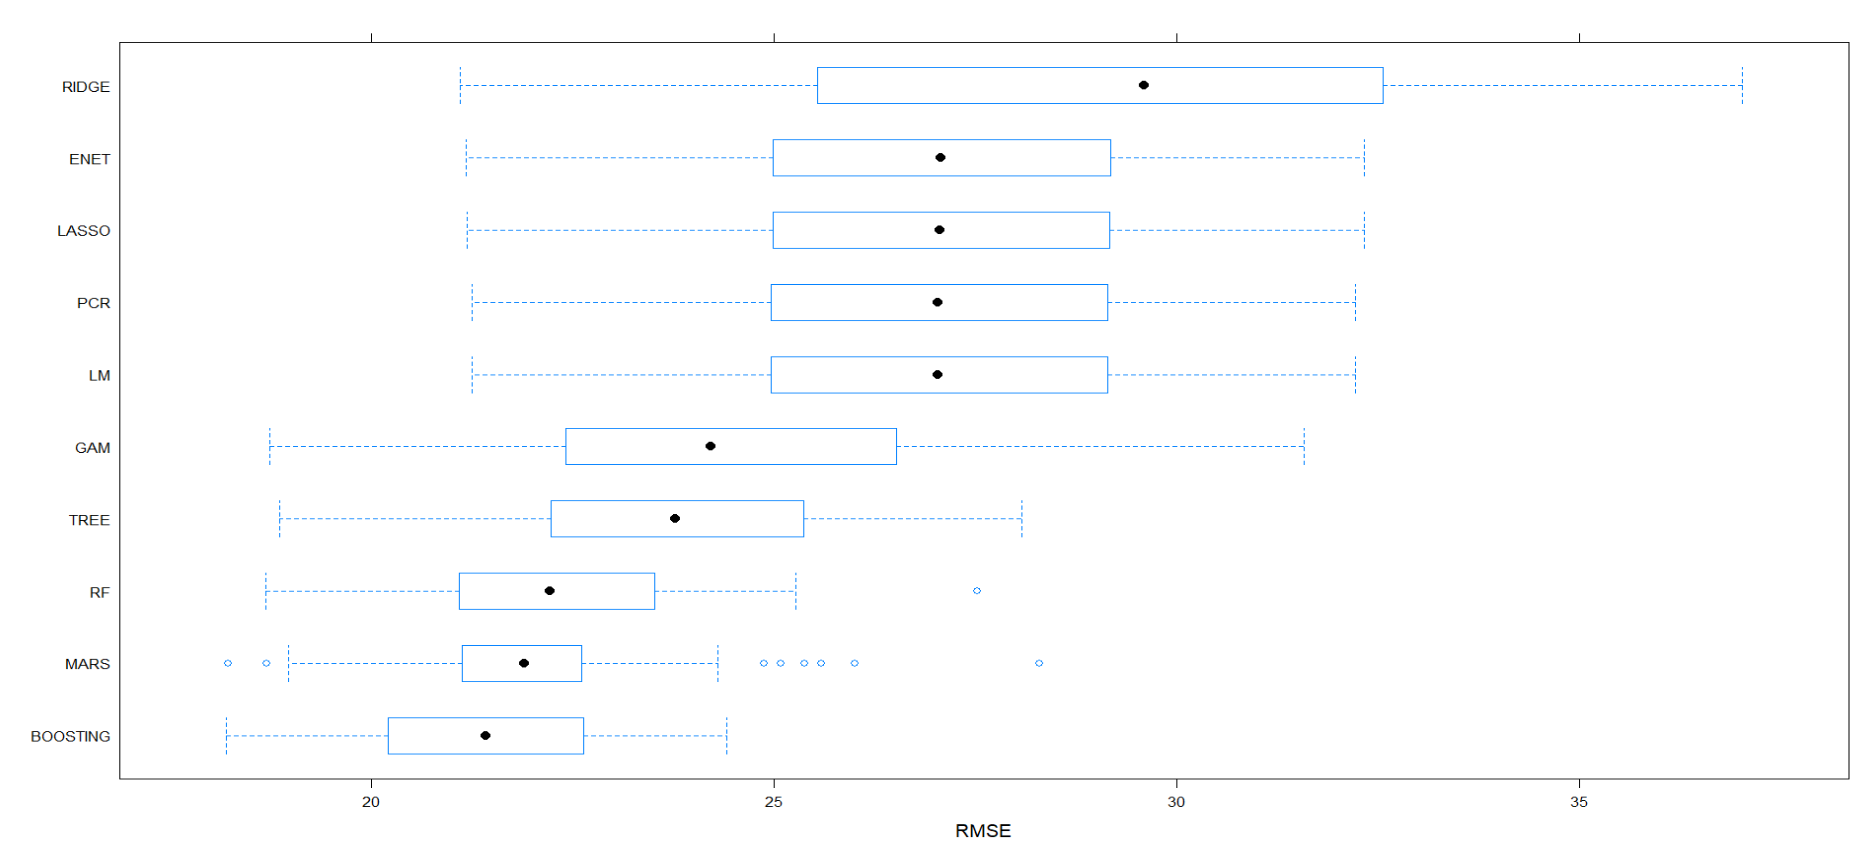 RIDGE
ENET
LASSO
PCR
LM
GAM
TREE
RF
MARS
BOOSTING
20 25 30 35
RMSE